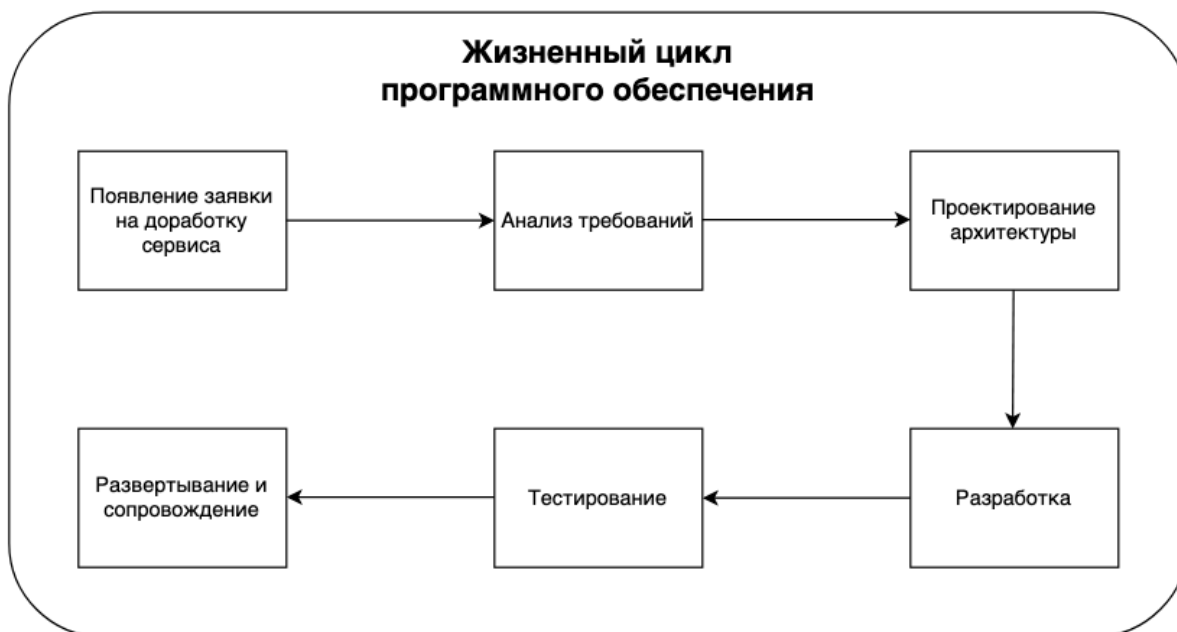 Жизненный цикл
программного обеспечения
Появление заявки
на доработку
сервиса
Анализ требований
Проектирование
архитектуры
Разработка
Тестирование
Развертывание и
сопровождение